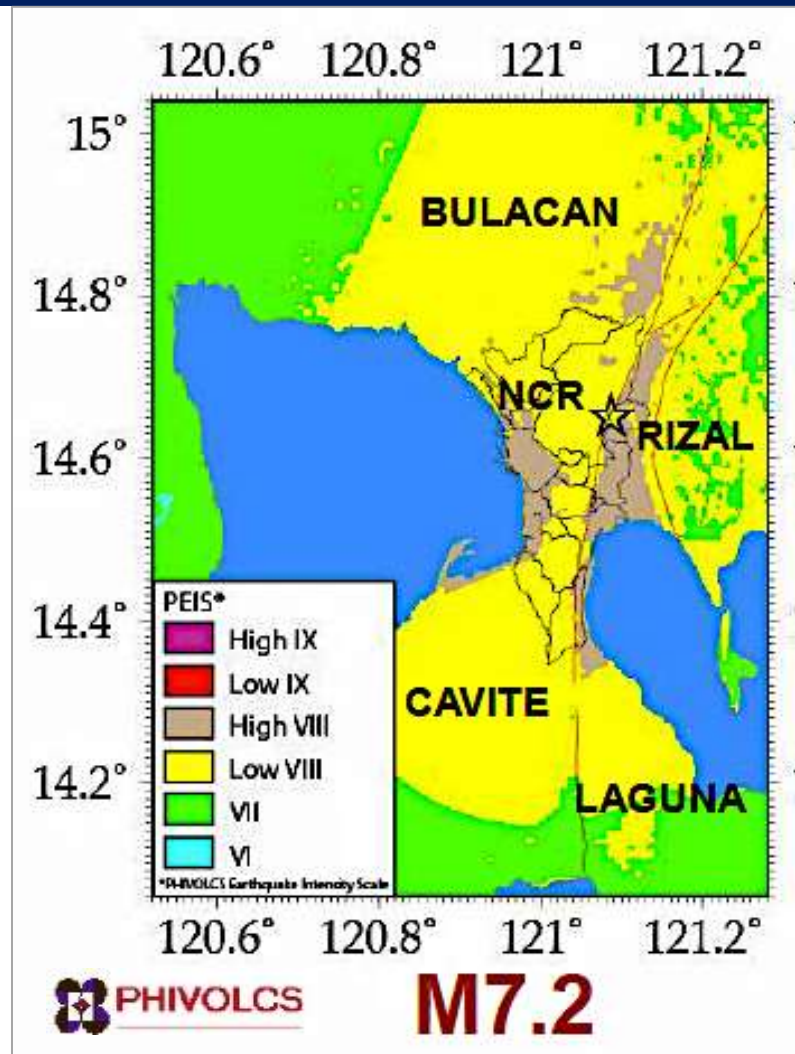 120.6° 120.8° 121° 121.2°
15°
BULACAN
14.8°
NCR
RIZAL
14.6°
PEIS*
High IX
14.4°
Low IX
High VIII
CAVITE
Low VIII
14.2°
LAGUNA
VII
VI
*PHIVOLCS Earthquake Intensity Scale
120.6° 120.8° 121° 121.2°
PHIVOLCS
M7.2